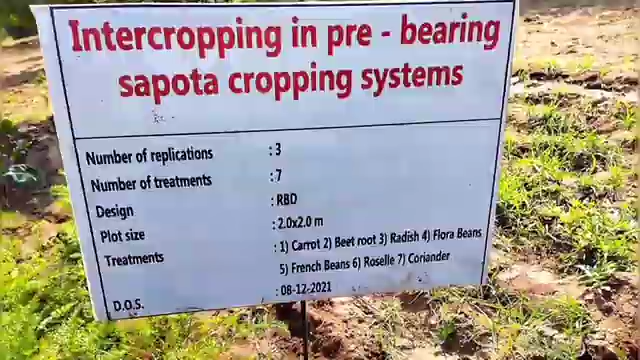 Intercropping in pre - bearing
sapota cropping systems
Number of replications : 3
Number of treatments : 7
Design : RBD
Plot size : 2.0x2.0 m
Treatments : 1) Carrot 2) Beet root 3) Radish 4) Flora Beans
5) French Beans 6) Roselle 7) Coriander
D.O.S. : 08-12-2021